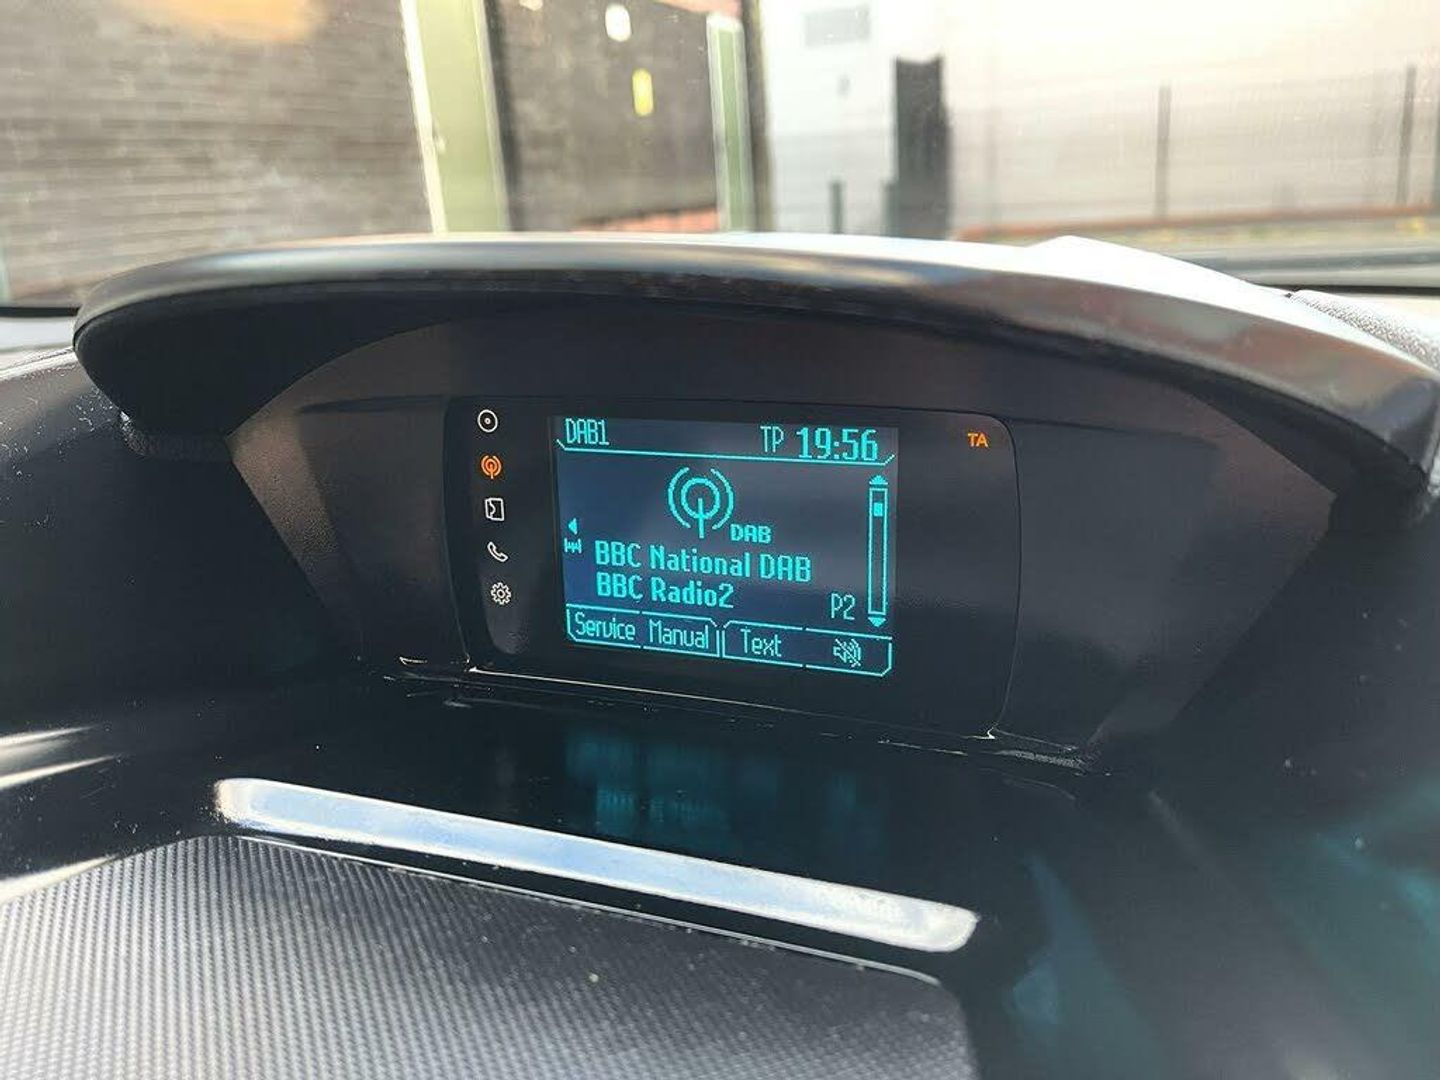 DAB1 TP 19:56 TA
DAB
BBC National DAB
BBC Radio2 P2
Service Manual Text